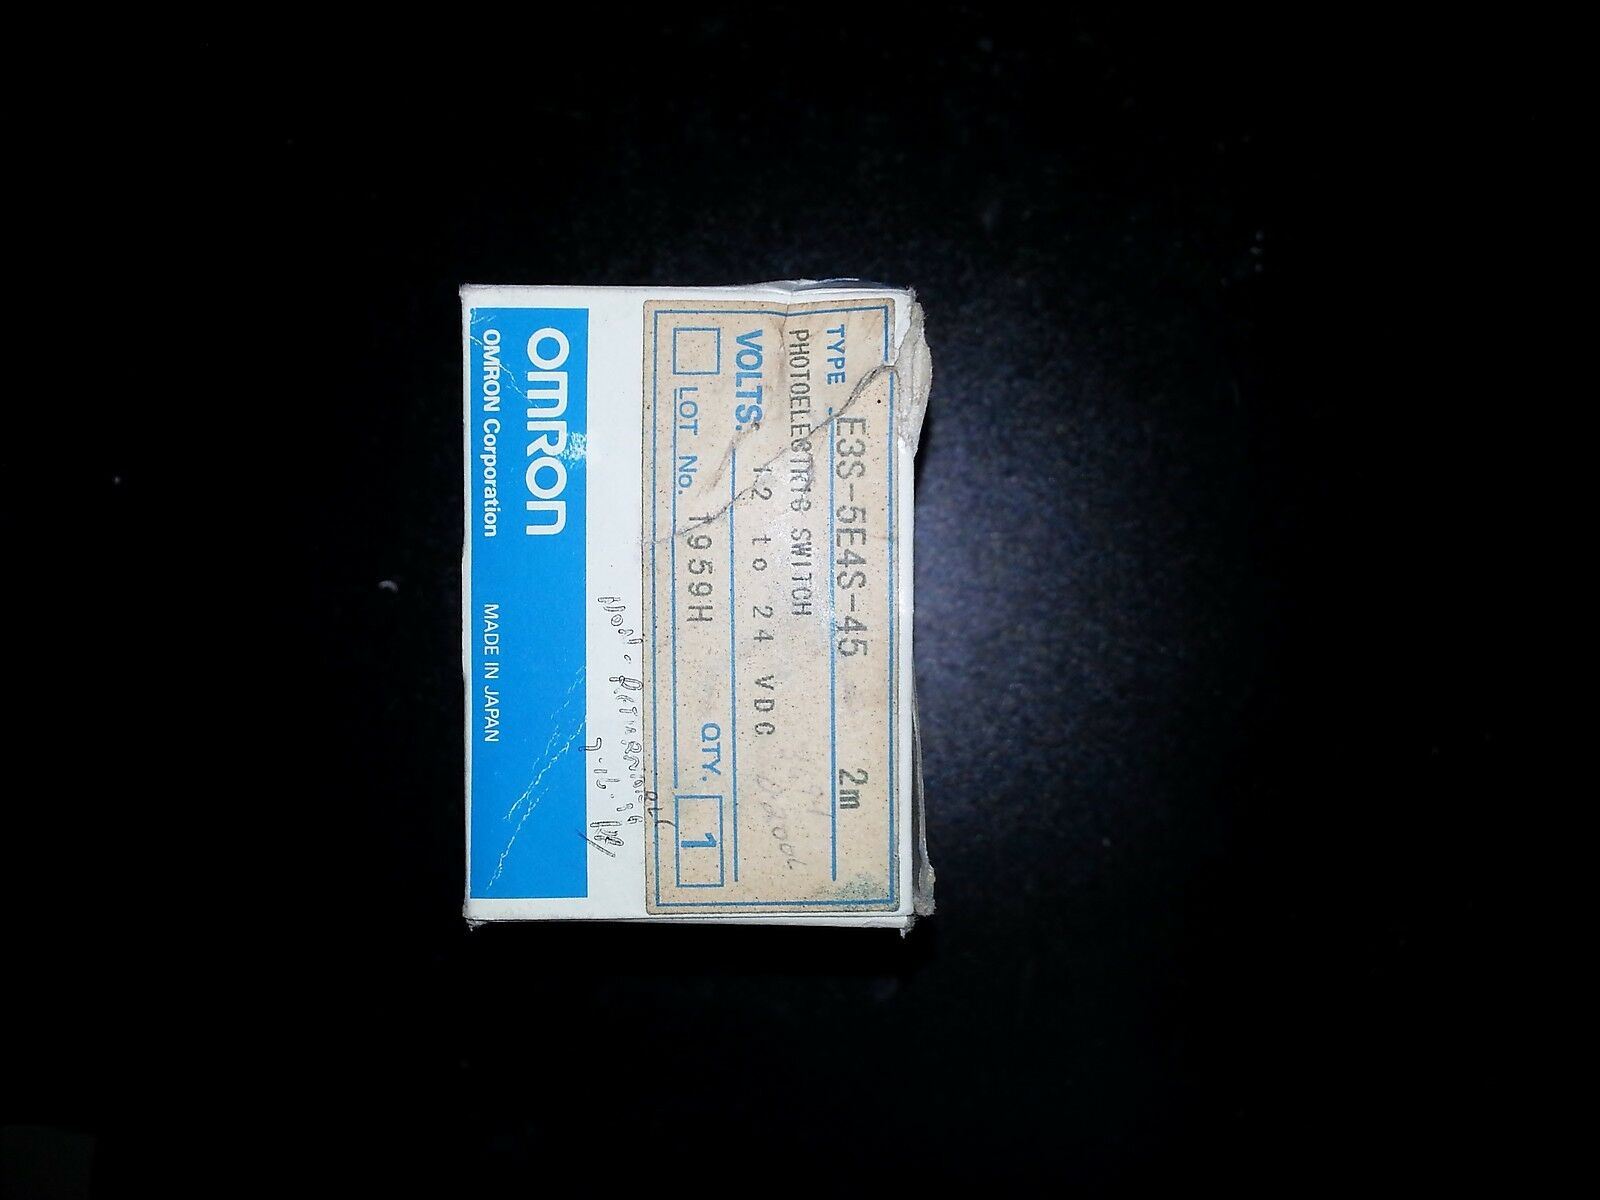 TYPE E3S-5E4S-45 2m
PHOTOELECTRIC SWITCH
VOLTS. 12 to 24 VDC
LOT No. 1959H QTY. 1
OMRON
OMRON Corporation MADE IN JAPAN